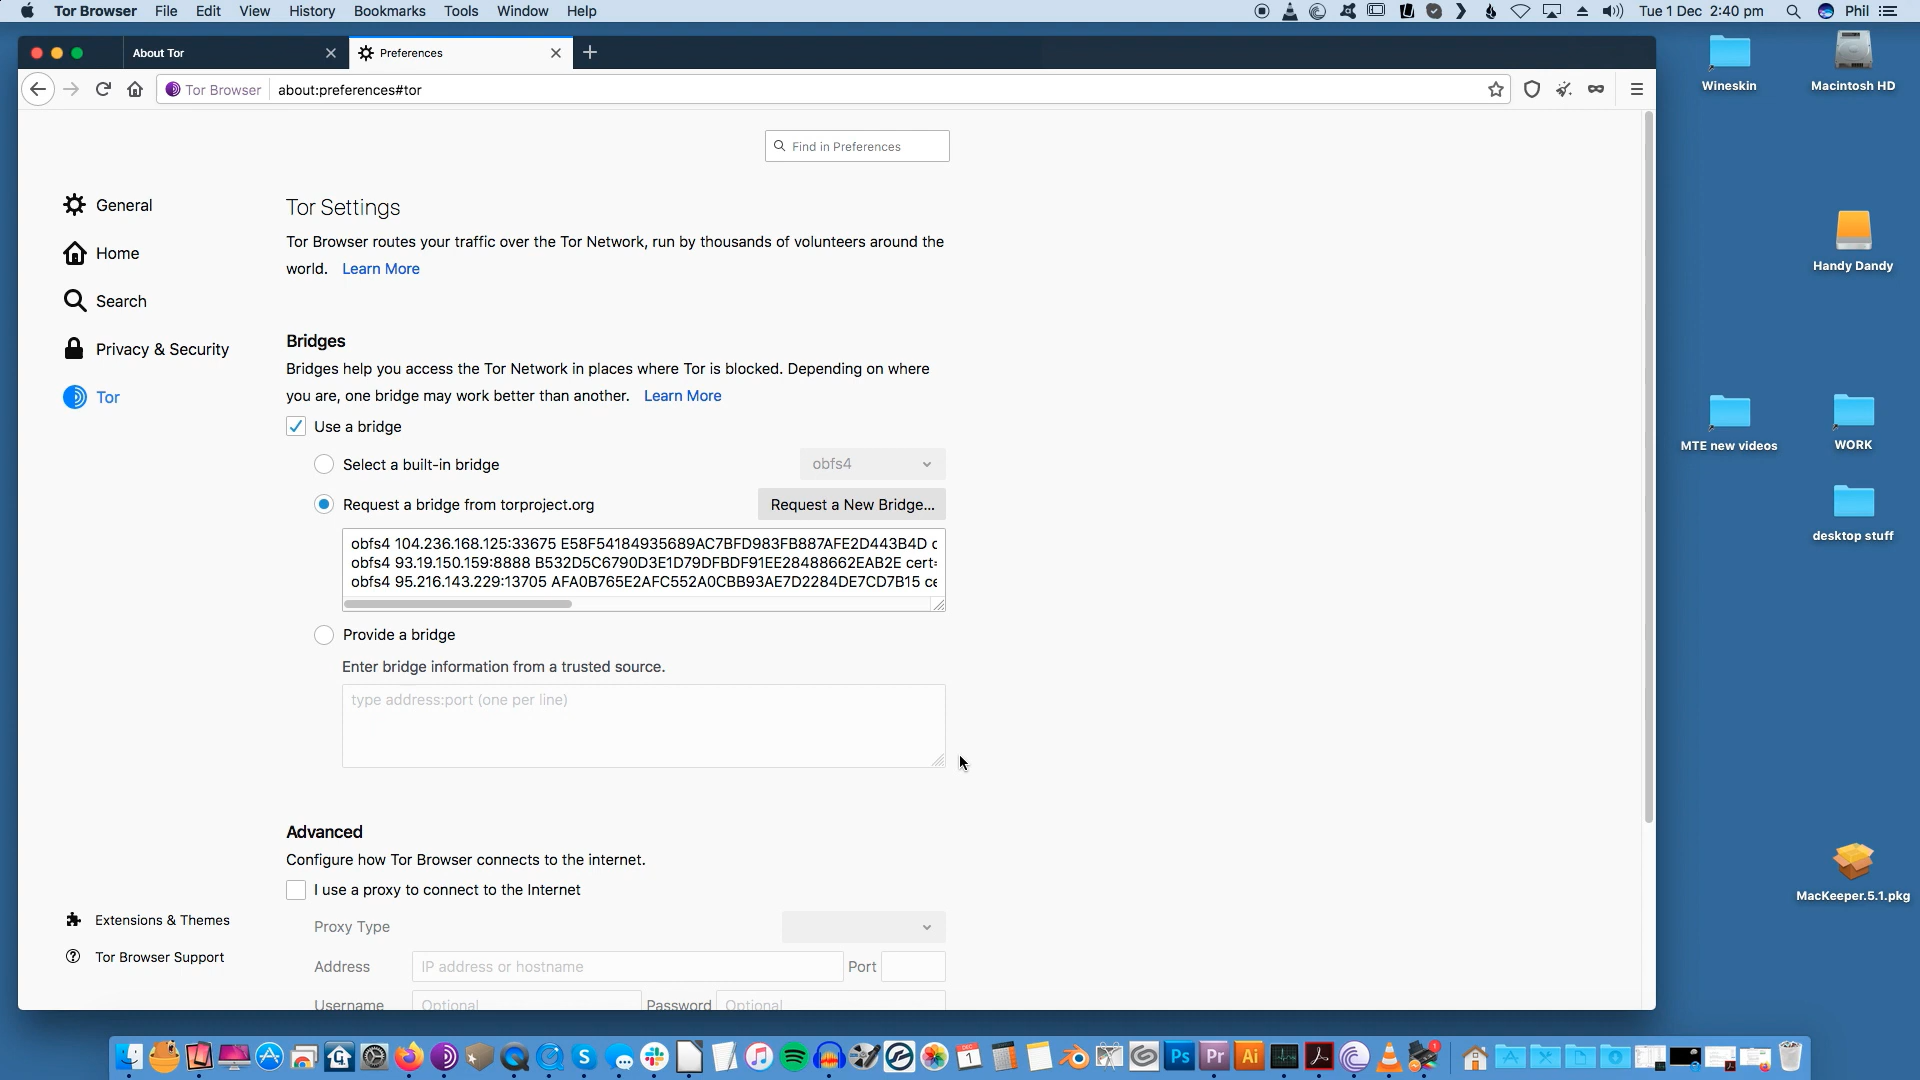 Tor Browser File Edit View History Bookmarks Tools Window Help
Tue 1 Dec 2:40 pm Phil
About Tor
Preferences
Tor Browser about:preferences#tor
Find in Preferences
General
Home
Search
Privacy & Security
Tor
Extensions & Themes
Tor Browser Support
Tor Settings
Tor Browser routes your traffic over the Tor Network, run by thousands of volunteers around the
world. Learn More
Bridges
Bridges help you access the Tor Network in places where Tor is blocked. Depending on where
you are, one bridge may work better than another. Learn More
Use a bridge
Select a built-in bridge obfs4
Request a bridge from torproject.org Request a New Bridge...
obfs4 104.236.168.125:33675 E58F54184935689AC7BFD983FB887AFE2D443B4D c
obfs4 93.19.150.159:8888 B532D5C6790D3E1D79DFBDF91EE28488662EAB2E cert=
obfs4 95.216.143.229:13705 AFA0B765E2AFC552A0CBB93AE7D2284DE7CD7B15 ce
Provide a bridge
Enter bridge information from a trusted source.
type address:port (one per line)
Advanced
Configure how Tor Browser connects to the internet.
I use a proxy to connect to the Internet
Proxy Type
Address IP address or hostname Port
Username Optional Password Optional
Wineskin
Macintosh HD
Handy Dandy
MTE new videos
WORK
desktop stuff
MacKeeper.5.1.pkg
Ps Pr Ai